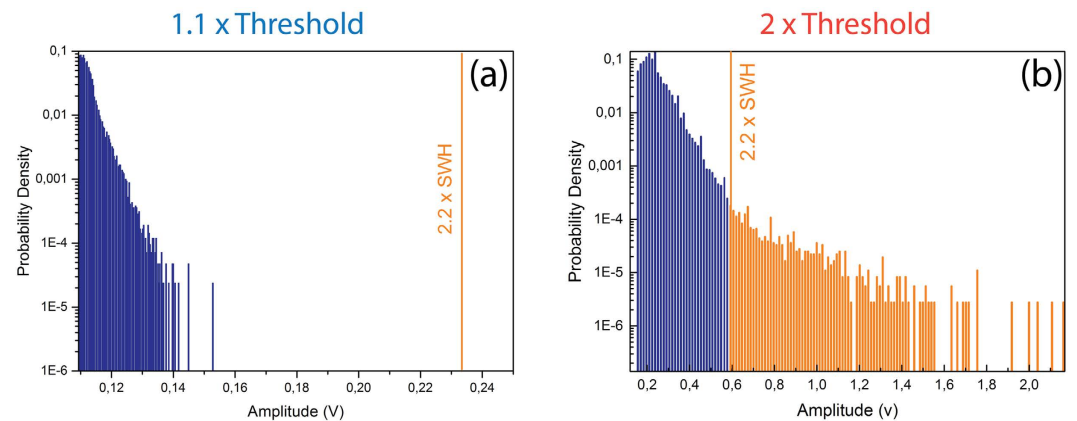 1.1 x Threshold
(a)
0,1
0,01
0,001
1E-4
1E-5
1E-6
Probability Density
2.2 x SWH
0,12 0,14 0,16 0,18 0,20 0,22 0,24
Amplitude (V)
2 x Threshold
(b)
0,1
0,01
0,001
1E-4
1E-5
1E-6
Probability Density
2.2 x SWH
0,2 0,4 0,6 0,8 1,0 1,2 1,4 1,6 1,8 2,0
Amplitude (v)